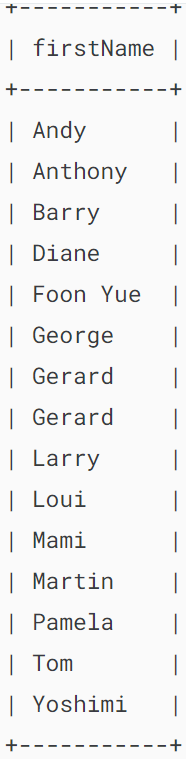 +-----------+
| firstName |
+-----------+
| Andy      |
| Anthony   |
| Barry     |
| Diane     |
| Foon Yue  |
| George    |
| Gerard    |
| Gerard    |
| Larry     |
| Loui      |
| Mami      |
| Martin    |
| Pamela    |
| Tom       |
| Yoshimi   |
+-----------+